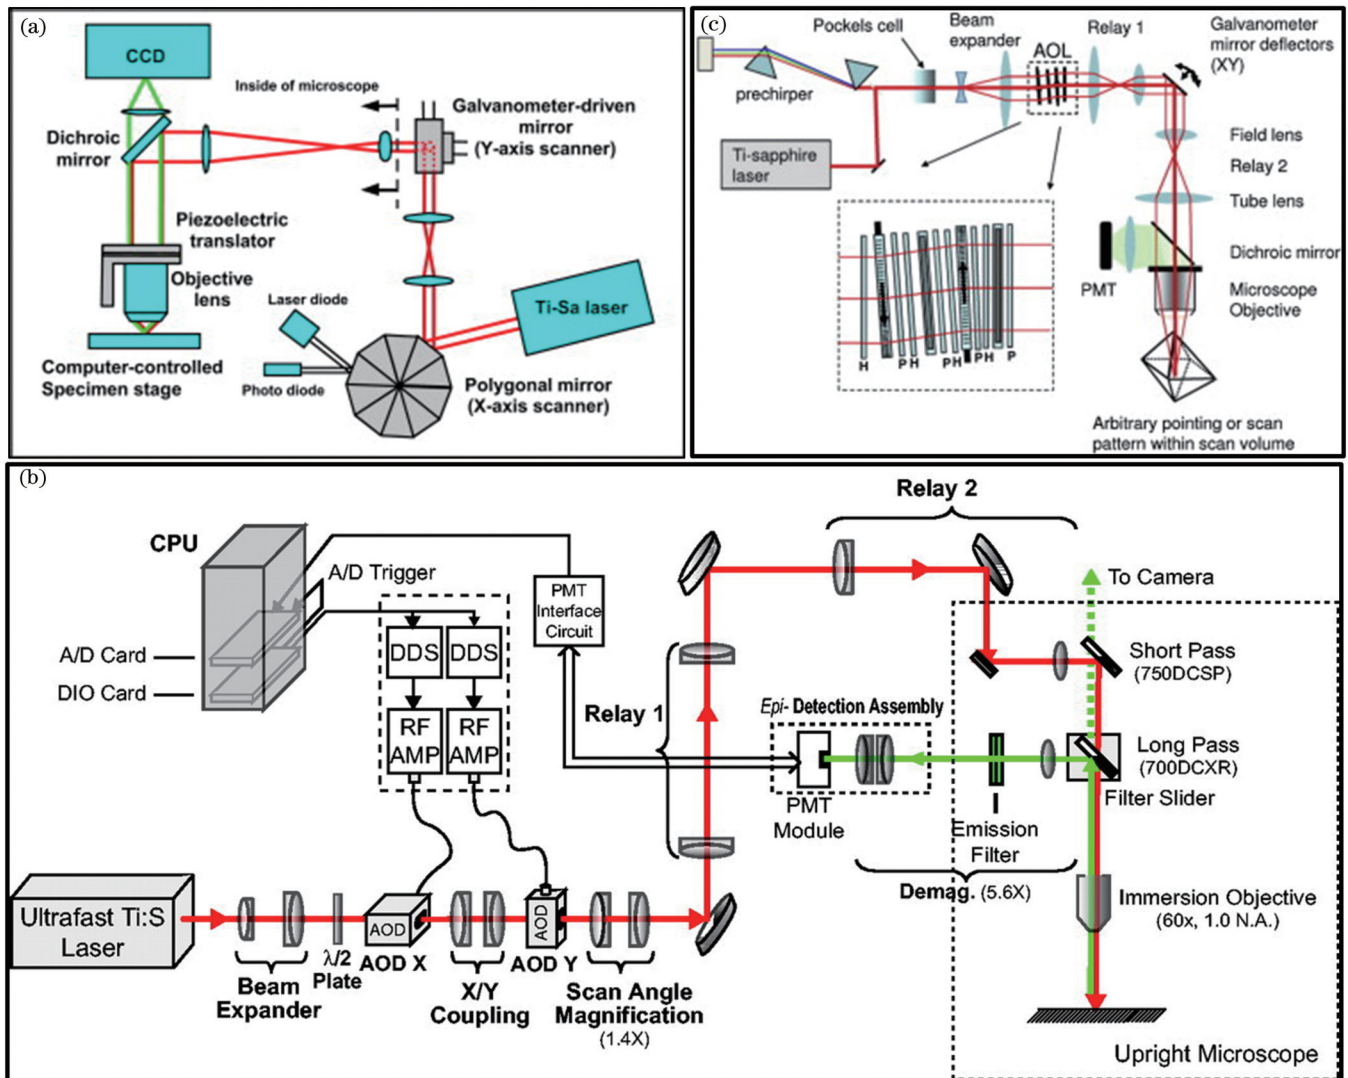 (a)
CCD
Inside of microscope
Dichroic
mirror
Galvanometer-driven
mirror
(Y-axis scanner)
Piezoelectric
translator
Objective
lens
Laser diode
Ti-Sa laser
Computer-controlled
Specimen stage
Photo diode
Polygonal mirror
(X-axis scanner)
(c)
Pockels cell
Beam
expander
Relay 1
AOL
Galvanometer
mirror deflectors
(XY)
prechirper
Ti-sapphire
laser
Field lens
Relay 2
Tube lens
Dichroic mirror
PMT
Microscope
Objective
H PH PH PH P
Arbitrary pointing or scan
pattern within scan volume
(b)
Relay 2
CPU
A/D Trigger
PMT
Interface
Circuit
To Camera
A/D Card
DIO Card
DDS DDS
RF
AMP
RF
AMP
Relay 1
Short Pass
(750DCSP)
Epi- Detection Assembly
Long Pass
(700DCXR)
Filter Slider
PMT
Module
Emission
Filter
Demag. (5.6X)
Immersion Objective
(60x, 1.0 N.A.)
Ultrafast Ti:S
Laser
AOD
AOD
Beam
Expander
λ/2
Plate
AOD X
X/Y
Coupling
AOD Y
Scan Angle
Magnification
(1.4X)
Upright Microscope